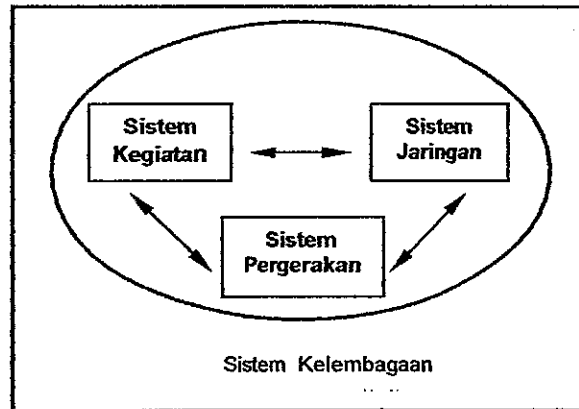 Sistem
Kegiatan
Sistem
Jaringan
Sistem
Pergerakan
Sistem Kelembagaan